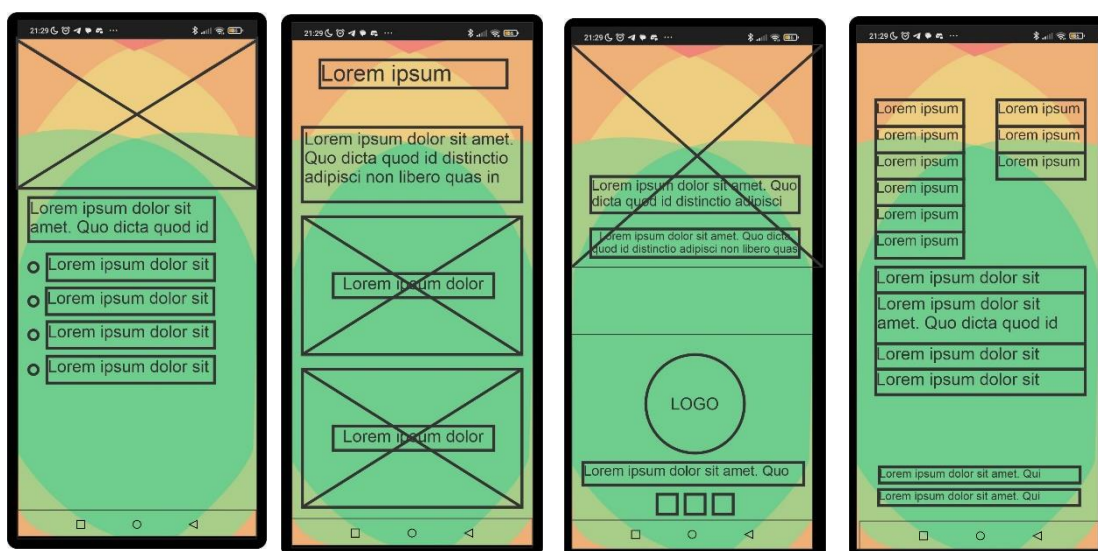 21:29
Lorem ipsum dolor sit
amet. Quo dicta quod id
Lorem ipsum dolor sit
Lorem ipsum dolor sit
Lorem ipsum dolor sit
Lorem ipsum dolor sit
21:29
Lorem ipsum
Lorem ipsum dolor sit amet.
Quo dicta quod id distinctio
adipisci non libero quas in
Lorem ipsum dolor
Lorem ipsum dolor
21:29
Lorem ipsum dolor sit amet. Quo
dicta quod id distinctio adipisci
Lorem ipsum dolor sit amet. Quo dicta
quod id distinctio adipisci non libero quas
LOGO
Lorem ipsum dolor sit amet. Quo
21:29
Lorem ipsum
Lorem ipsum
Lorem ipsum
Lorem ipsum
Lorem ipsum
Lorem ipsum
Lorem ipsum
Lorem ipsum
Lorem ipsum
Lorem ipsum dolor sit
Lorem ipsum dolor sit
amet. Quo dicta quod id
Lorem ipsum dolor sit
Lorem ipsum dolor sit
Lorem ipsum dolor sit amet. Qui
Lorem ipsum dolor sit amet. Qui